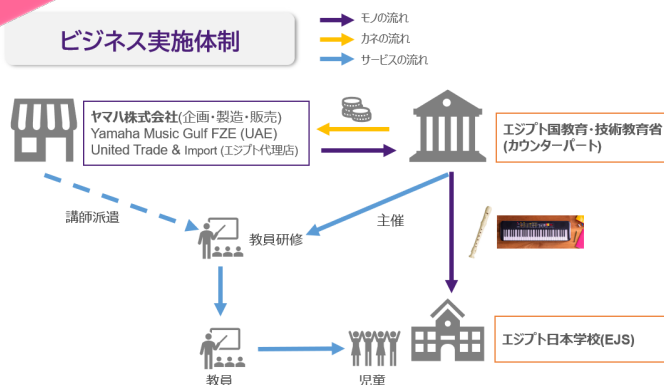 ビジネス実施体制
モノの流れ
カネの流れ
サービスの流れ
ヤマハ株式会社(企画・製造・販売)
Yamaha Music Gulf FZE (UAE)
United Trade & Import (エジプト代理店)
エジプト国教育・技術教育省
(カウンターパート)
講師派遣
主催
教員研修
エジプト日本学校(EJS)
教員
児童